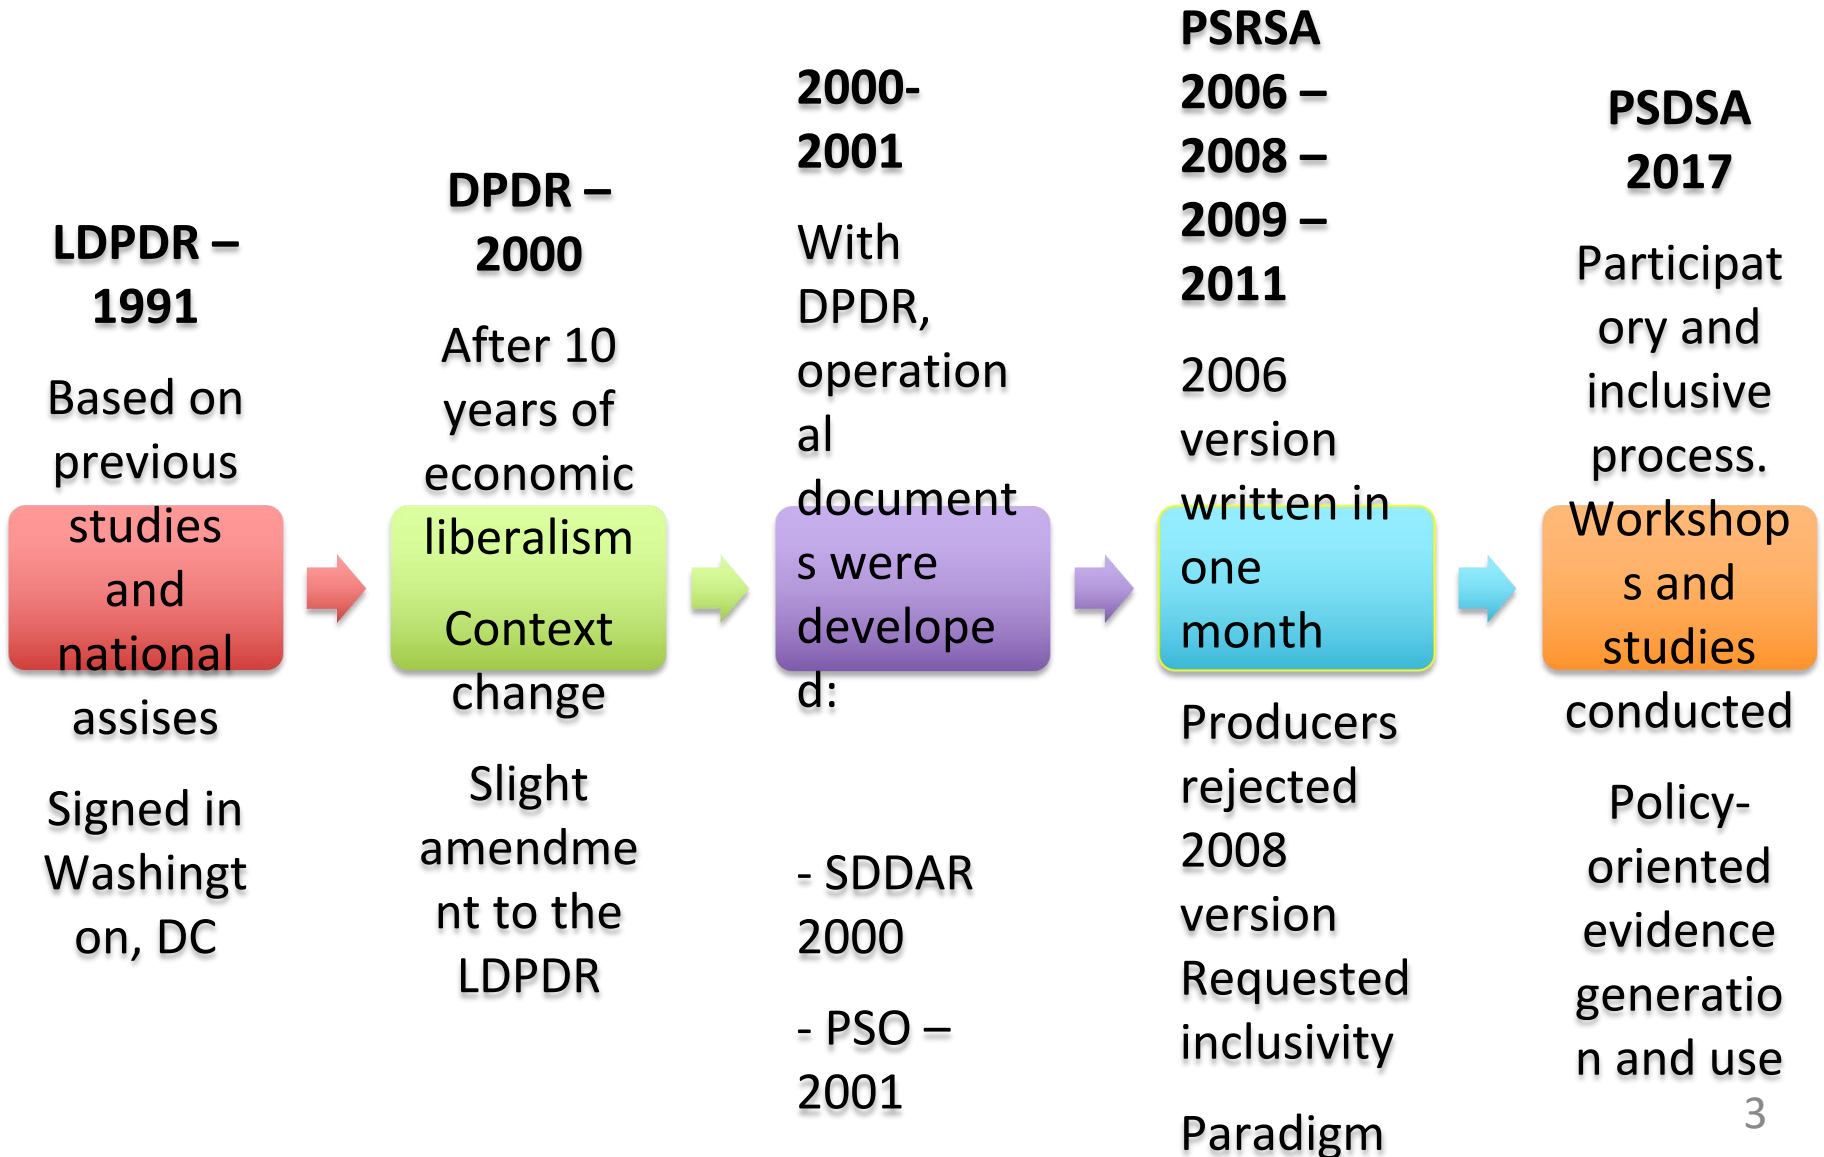 LDPDR –
1991
Based on
previous
studies
and
national
assises
Signed in
Washingt
on, DC
DPDR –
2000
After 10
years of
economic
liberalism
Context
change
Slight
amendme
nt to the
LDPDR
2000-
2001
With
DPDR,
operation
al
document
s were
develope
d:
- SDDAR
2000
- PSO –
2001
PSRSA
2006 –
2008 –
2009 –
2011
2006
version
written in
one
month
Producers
rejected
2008
version
Requested
inclusivity
Paradigm
PSDSA
2017
Participat
ory and
inclusive
process.
Workshop
s and
studies
conducted
Policy-
oriented
evidence
generatio
n and use
3